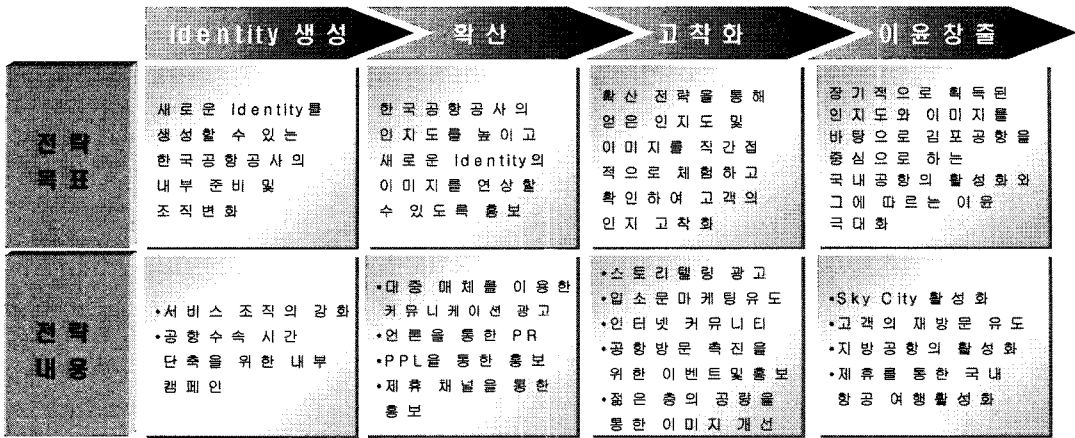 Identity 생성
확산
고착화
이윤창출
전략
목표
새로운 Identity를
생성할 수 있는
한국공항공사의
내부 준비 및
조직변화
한국공항공사의
인지도를 높이고
새로운 Identity의
이미지를 연상할
수 있도록 홍보
확산 전략을 통해
얻은 인지도 및
이미지를 직간접
적으로 체험하고
확인하여 고객의
인지 고착화
장기적으로 획득된
인지도와 이미지를
바탕으로 김포공항을
중심으로 하는
국내공항의 활성화와
그에 따르는 이윤
극대화
전략
내용
•서비스 조직의 강화
•공항수속 시간
단축을 위한 내부
캠페인
•대중 매체를 이용한
커뮤니케이션 광고
•언론을 통한 PR
•PPL을 통한 홍보
•제휴 채널을 통한
홍보
•스토리텔링 광고
•입소문마케팅유도
•인터넷 커뮤니티
•공항방문 촉진을
위한 이벤트및홍보
•젊은 층의 공략을
통한 이미지 개선
•Sky City 활성화
•고객의 재방문 유도
•지방공항의 활성화
•제휴를 통한 국내
항공 여행활성화